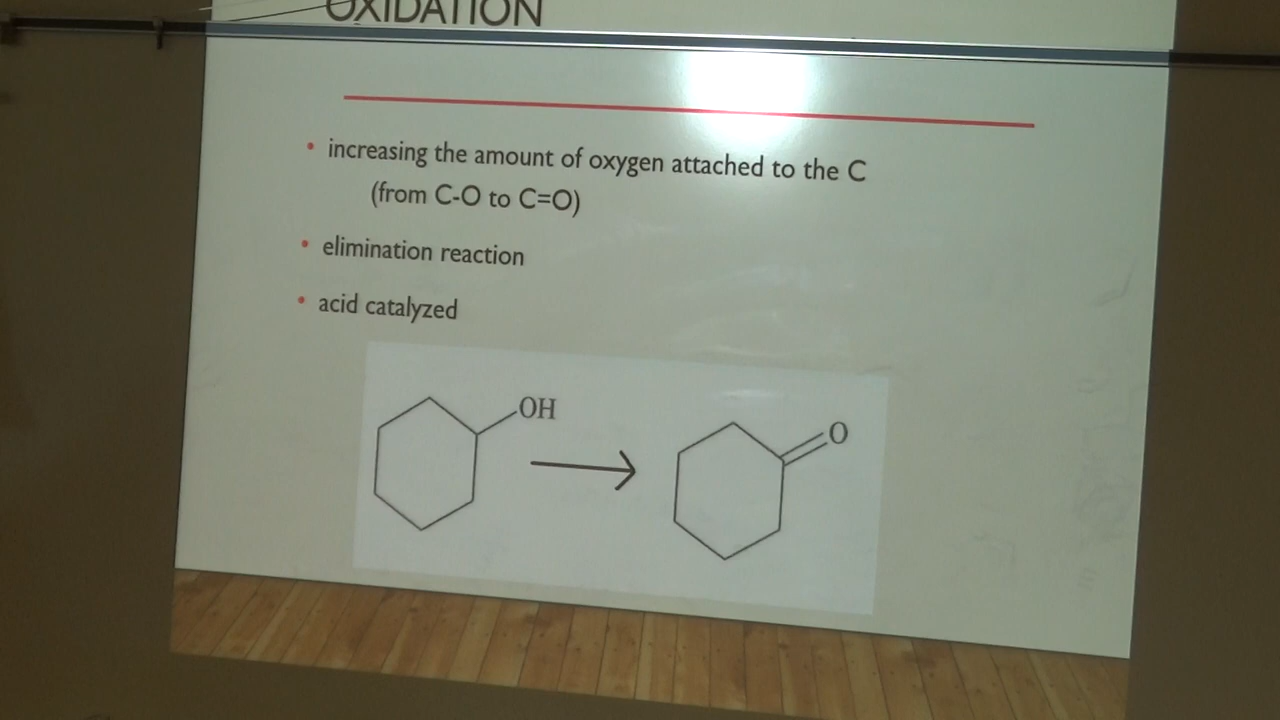 OXIDATION
• increasing the amount of oxygen attached to the C
(from C-O to C=O)
• elimination reaction
• acid catalyzed
OH
O